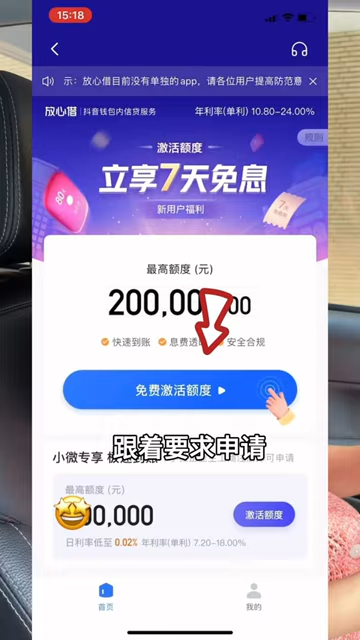 15:18
示：放心借目前没有单独的app，请各位用户提高防范意
放心借 抖音钱包内信贷服务 年利率(单利) 10.80-24.00%
规则
激活额度
立享7天免息
新用户福利
最高额度 (元)
200,00
00
快速到账 息费透 安全合规
免费激活额度
跟着要求申请
小微专享
可申请
最高额度 (元)
00,000
激活额度
日利率低至 0.02% 年利率(单利) 7.20-18.00%
首页 我的